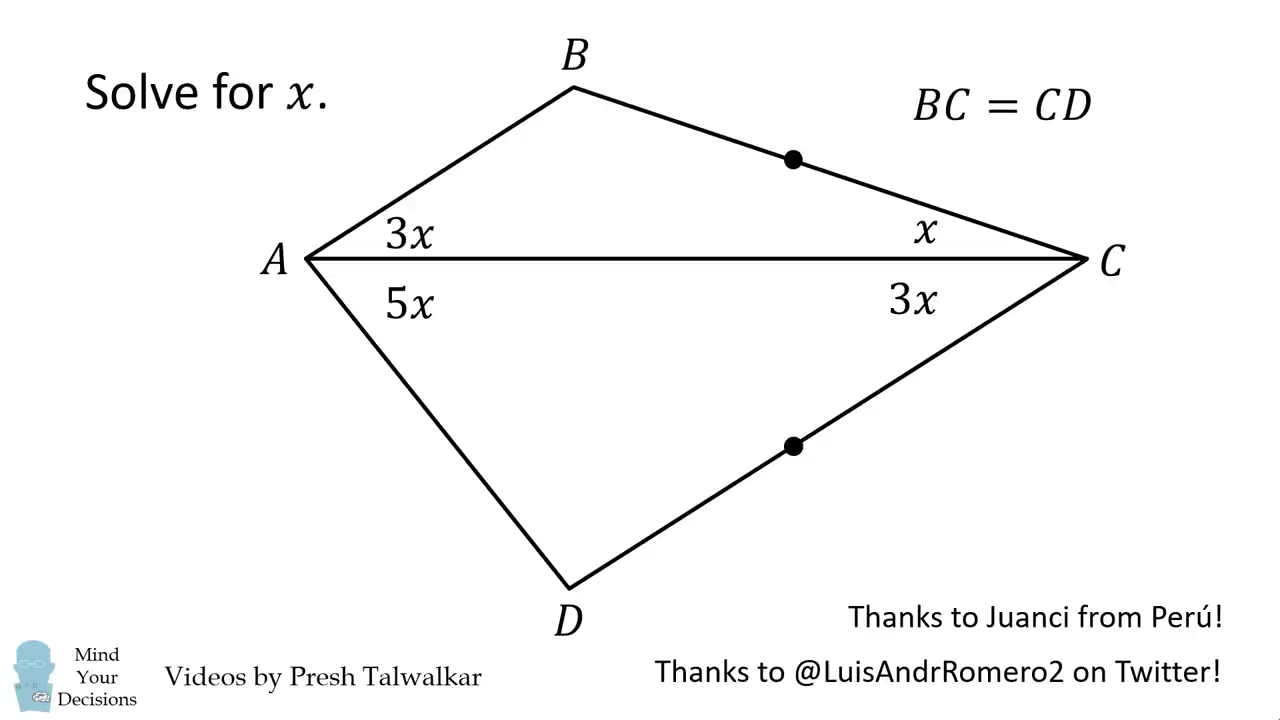 B
Solve for x.
BC = CD
3x
x
A
C
5x
3x
D
Thanks to Juanci from Perú!
Mind
Your
Decisions
Videos by Presh Talwalkar
Thanks to @LuisAndrRomero2 on Twitter!